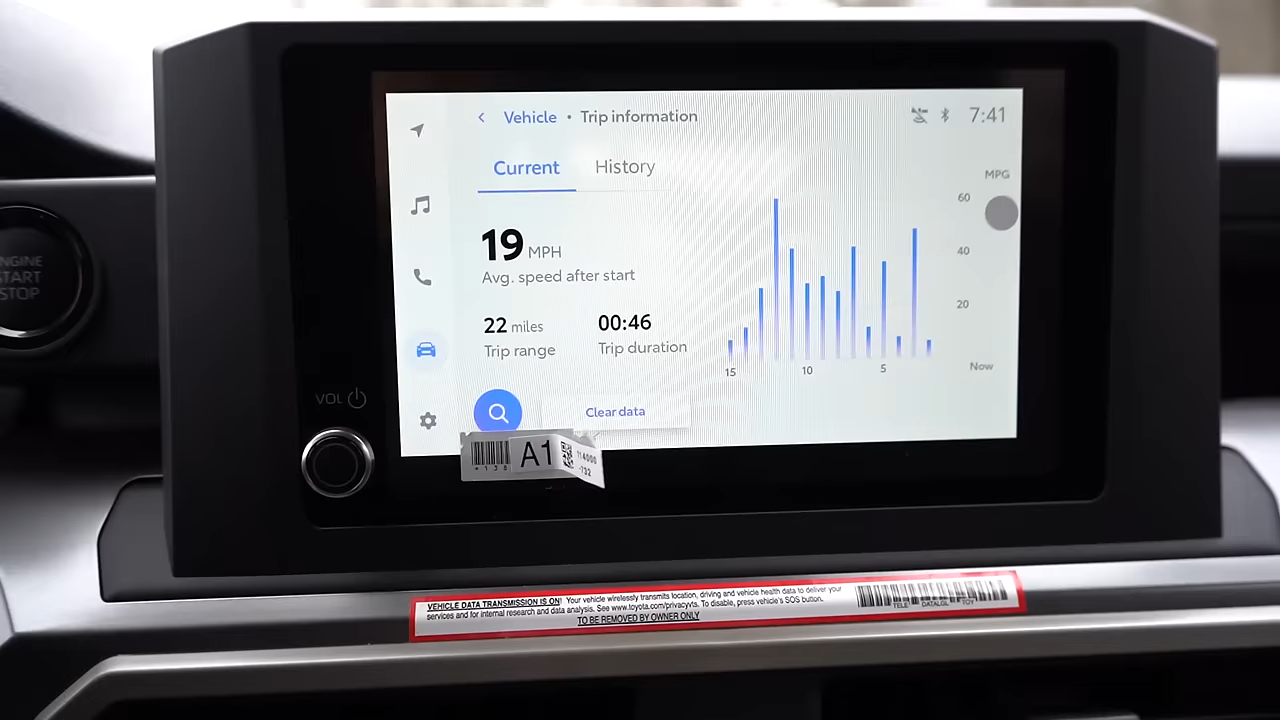 Vehicle • Trip information
7:41
Current
History
MPG
60
40
20
19 MPH
Avg. speed after start
22 miles
Trip range
00:46
Trip duration
15
10
5
Now
Clear data
ENGINE
START
STOP
VOL
A1
VEHICLE DATA TRANSMISSION IS ON! Your vehicle wirelessly transmits location, driving and vehicle health data to deliver your
services and for internal research and data analysis. See www.toyota.com/privacyvts. To disable, press vehicle's SOS button.
TO BE REMOVED BY OWNER ONLY